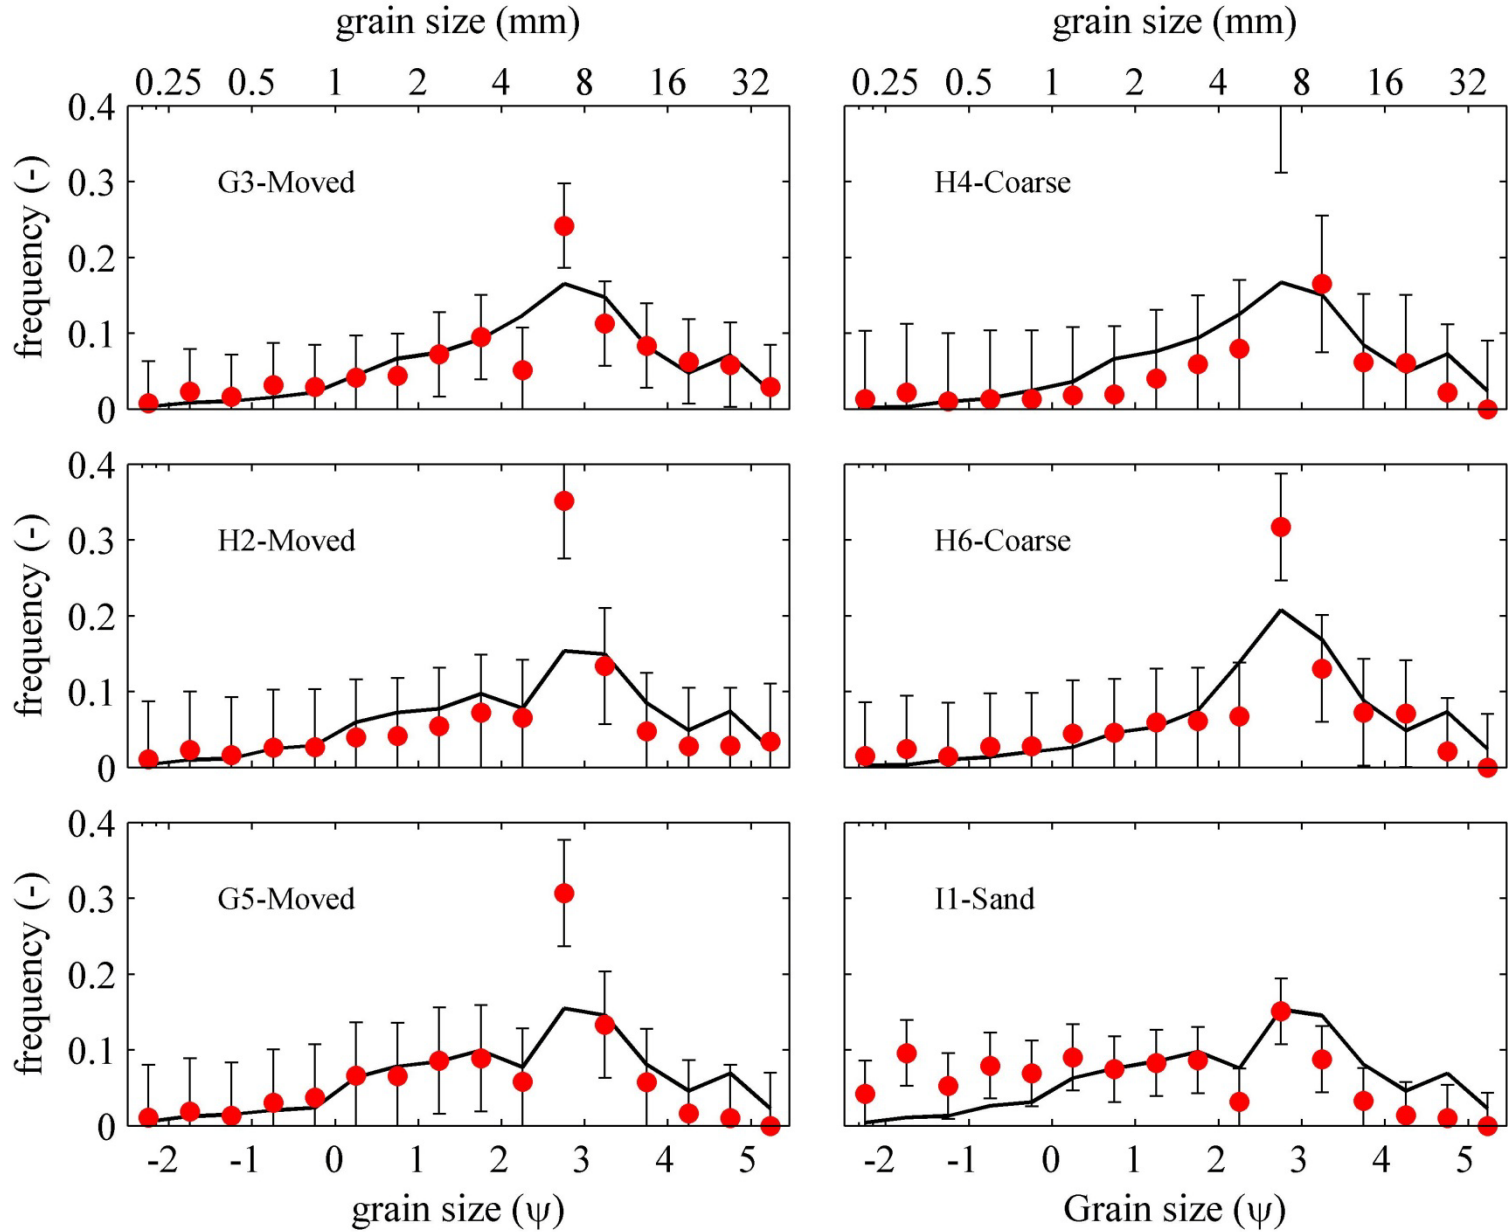 grain size (mm)
grain size (mm)
0.25 0.5 1 2 4 8 16 32
0.25 0.5 1 2 4 8 16 32
frequency (-)
0.4
0.3
0.2
0.1
0
G3-Moved
H4-Coarse
frequency (-)
0.4
0.3
0.2
0.1
0
H2-Moved
H6-Coarse
frequency (-)
0.4
0.3
0.2
0.1
0
G5-Moved
I1-Sand
-2 -1 0 1 2 3 4 5
-2 -1 0 1 2 3 4 5
grain size (ψ)
Grain size (ψ)